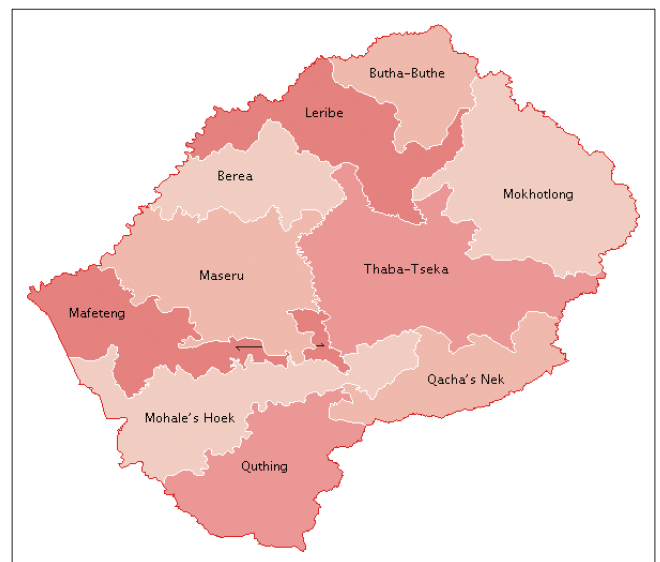 Butha-Buthe
Leribe
Berea
Mokhotlong
Thaba-Tseka
Maseru
Mafeteng
Qacha's Nek
Mohale's Hoek
Quthing